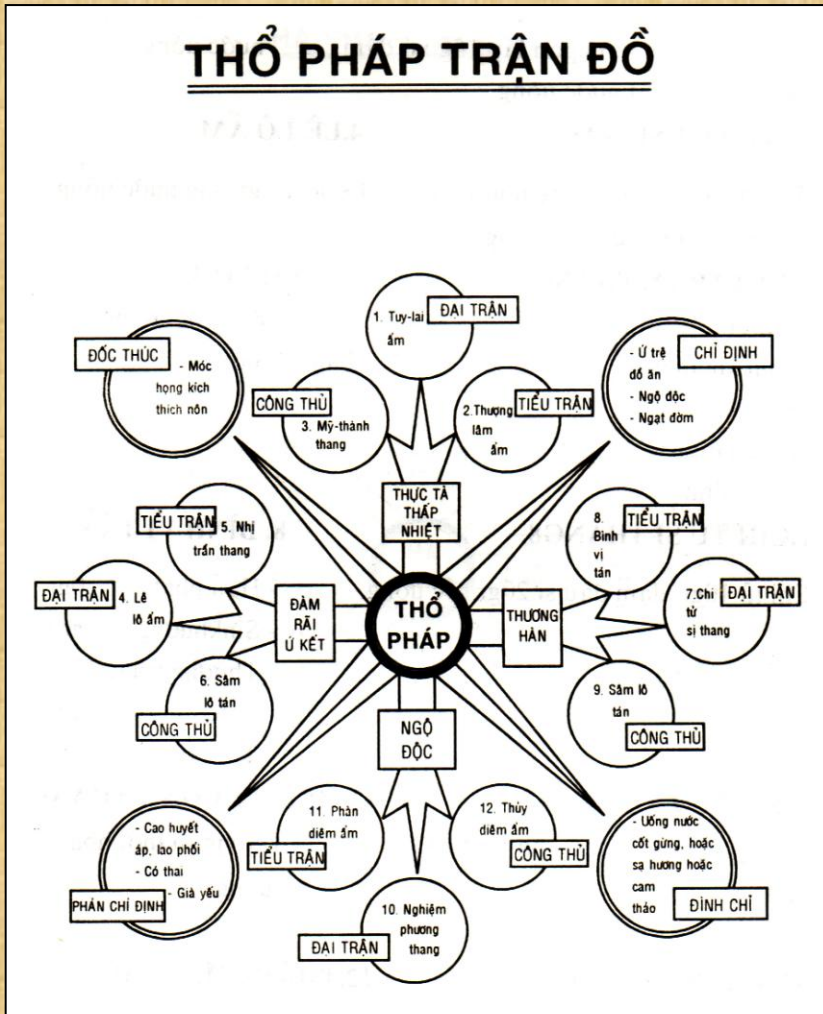 THỔ PHÁP TRẬN ĐỒ
1. Tuy-lai
ẩm
ĐẠI TRẬN
ĐỐC THÚC
- Móc
họng kích
thích nôn
CÔNG THỦ
3. Mỹ-thành
thang
2. Thượng
lâm
ẩm
TIỂU TRẬN
- Ứ trệ
đồ ăn
- Ngộ độc
- Ngạt đờm
CHỈ ĐỊNH
THỰC TÀ
THẤP
NHIỆT
TIỂU TRẬN
5. Nhị
trần thang
ĐẠI TRẬN
4. Lê
lô ẩm
6. Sâm
lô tán
CÔNG THỦ
ĐÀM
RÃI
Ứ KẾT
THỔ
PHÁP
THƯƠNG
HÀN
8.
Bình
vị
tán
TIỂU TRẬN
7. Chi
tử
sị thang
ĐẠI TRẬN
9. Sâm lô
tán
CÔNG THỦ
NGỘ
ĐỘC
11. Phàn
diêm ẩm
TIỂU TRẬN
12. Thủy
diêm ẩm
CÔNG THỦ
10. Nghiệm
phương
thang
ĐẠI TRẬN
- Cao huyết
áp, lao phổi
- Có thai
- Già yếu
PHẢN CHỈ ĐỊNH
- Uống nước
cốt gừng, hoặc
sạ hương hoặc
cam
thảo
ĐÌNH CHỈ